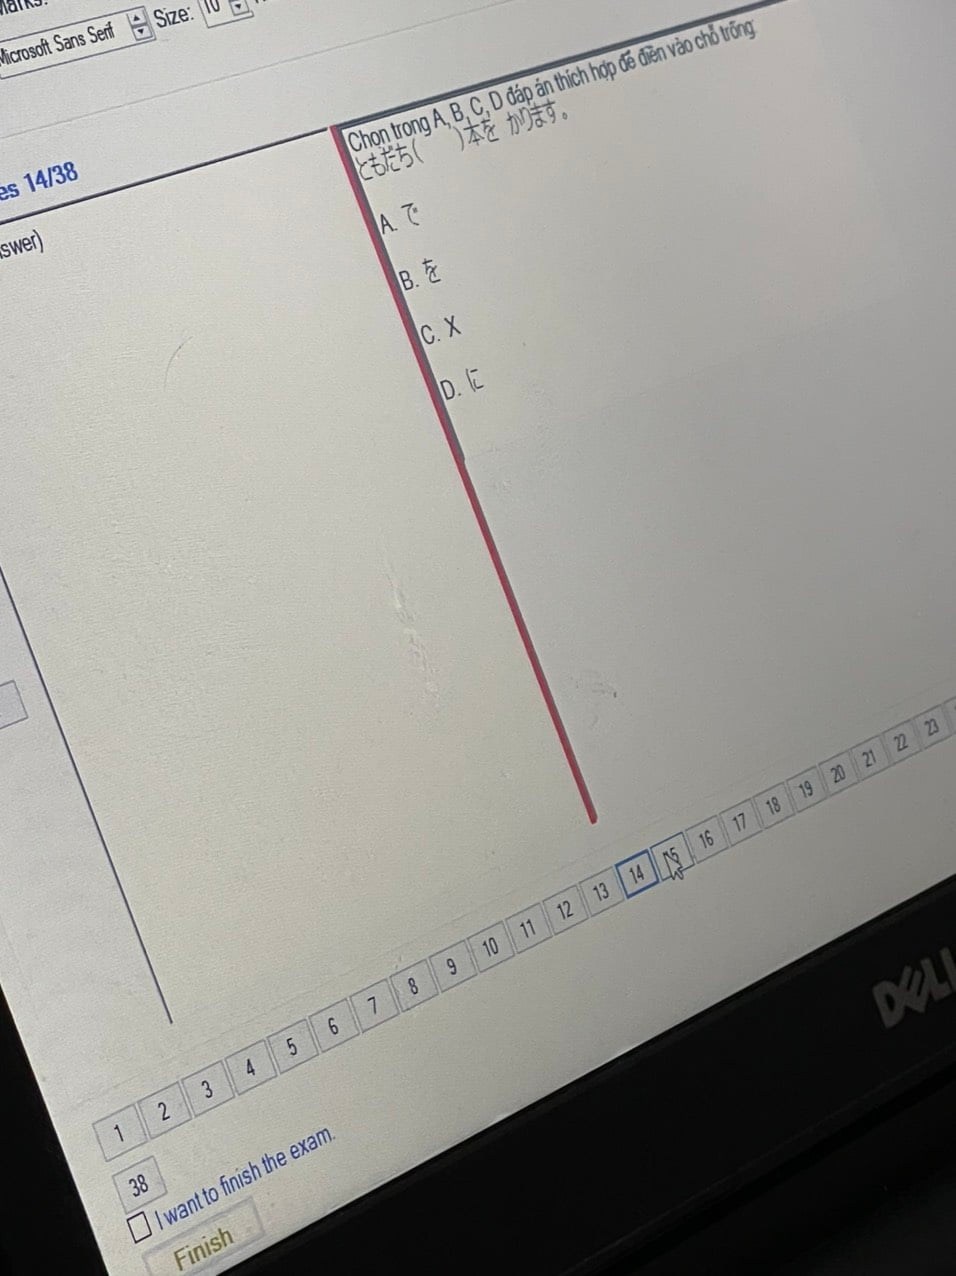 Microsoft Sans Serif
Size: 10
es 14/38
swer)
Chọn trong A, B, C, D đáp án thích hợp để điền vào chỗ trống:
ともだち(    )本を かります。
A. で
B. を
C. X
D. に
1 2 3 4 5 6 7 8 9 10 11 12 13 14 15 16 17 18 19 20 21 22 23
38
I want to finish the exam.
Finish
DELL